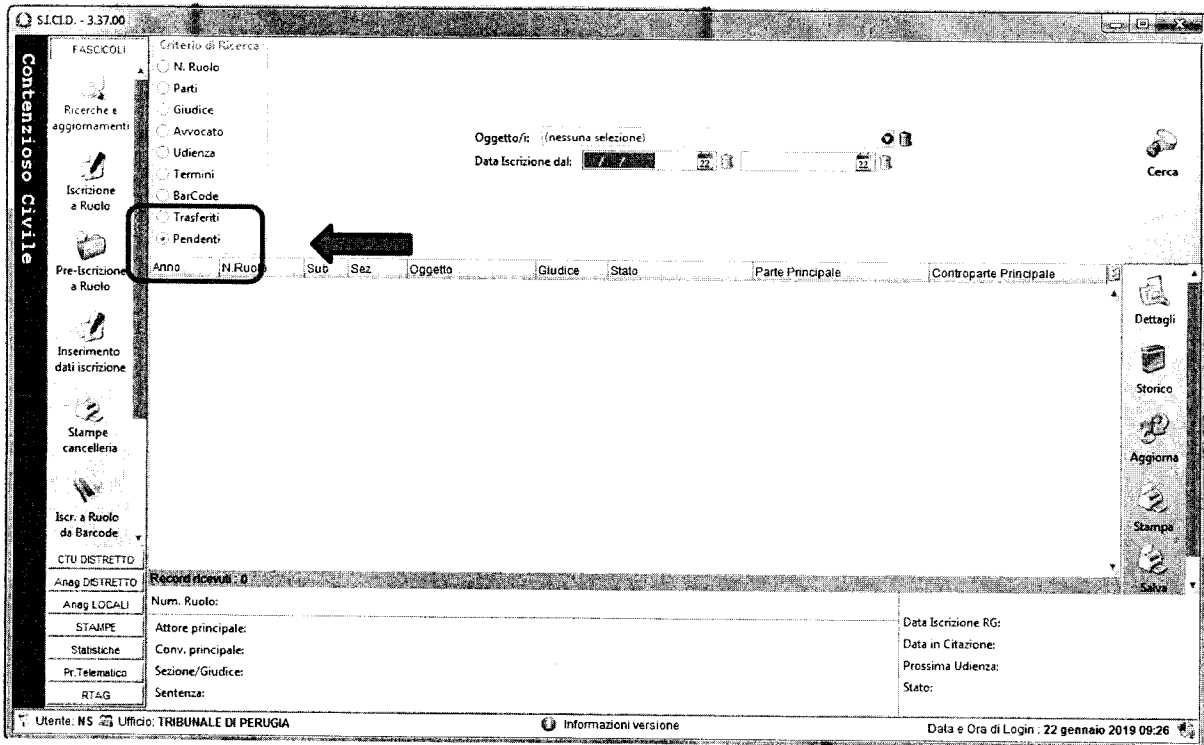 S.I.C.I.D. - 3.37.00
Contenzioso Civile
FASCICOLI
Ricerche e
aggiornamenti
Iscrizione
a Ruolo
Pre-Iscrizione
a Ruolo
Inserimento
dati iscrizione
Stampe
cancelleria
Iscr. a Ruolo
da Barcode
CTU DISTRETTO
Anag DISTRETTO
Anag LOCALI
STAMPE
Statistiche
Pr.Telematico
RTAG
Criterio di Ricerca
N. Ruolo
Parti
Giudice
Avvocato
Udienza
Termini
BarCode
Trasferiti
Pendenti
Oggetto/i: (nessuna selezione)
Data Iscrizione dal: / /
Cerca
Anno N.Ruolo Sub Sez Oggetto Giudice Stato Parte Principale Controparte Principale
Dettagli
Storico
Aggiorna
Stampa
Salva
Record ricevuti : 0
Num. Ruolo:
Attore principale:
Conv. principale:
Sezione/Giudice:
Sentenza:
Data Iscrizione RG:
Data in Citazione:
Prossima Udienza:
Stato:
Utente: NS Ufficio: TRIBUNALE DI PERUGIA Informazioni versione Data e Ora di Login : 22 gennaio 2019 09:26